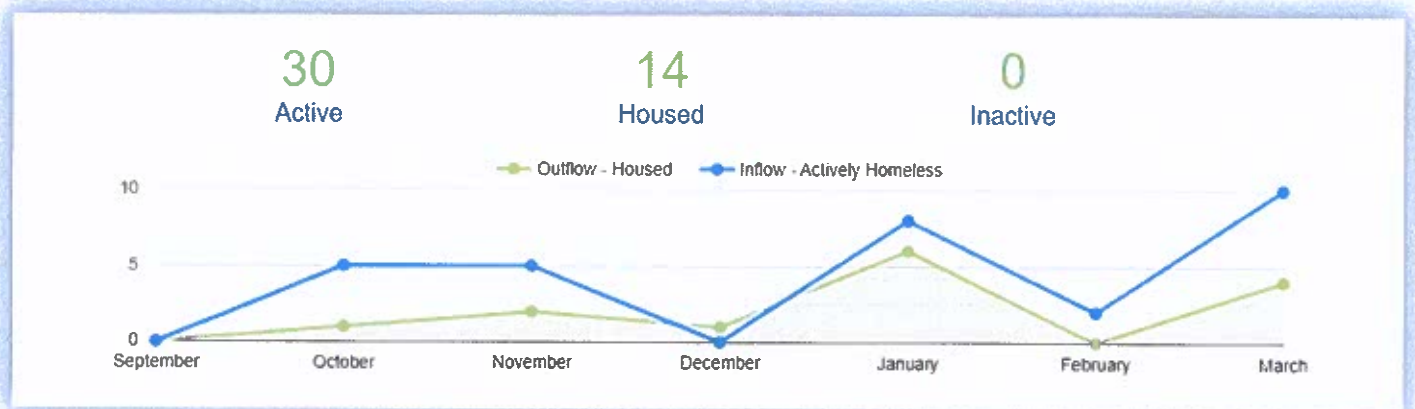 30 14 0
Active Housed Inactive
Outflow - Housed Inflow - Actively Homeless
10
5
0
September October November December January February March